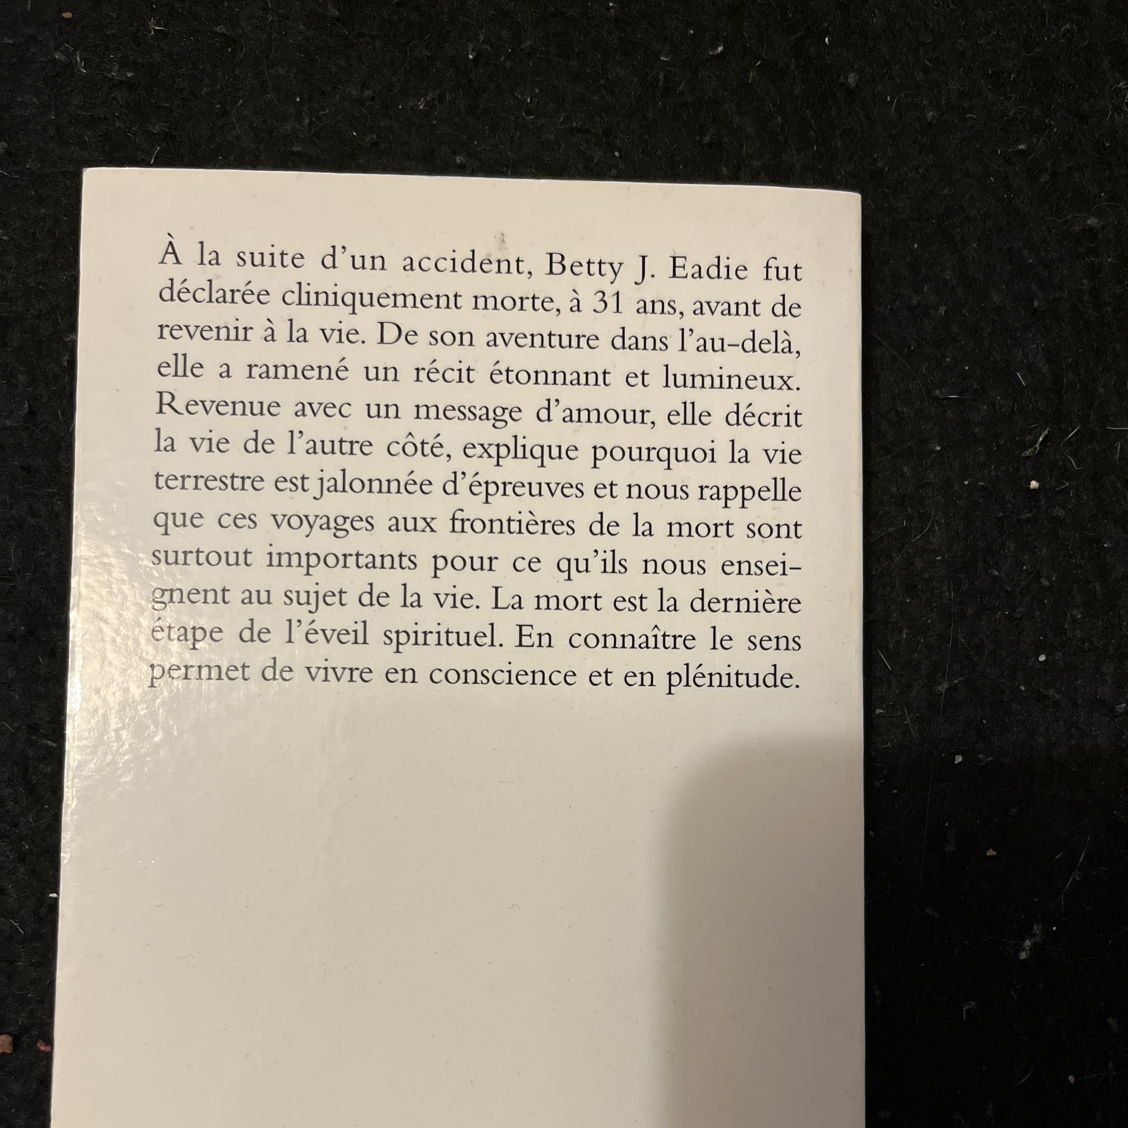 À la suite d'un accident, Betty J. Eadie fut
déclarée cliniquement morte, à 31 ans, avant de
revenir à la vie. De son aventure dans l'au-delà,
elle a ramené un récit étonnant et lumineux.
Revenue avec un message d'amour, elle décrit
la vie de l'autre côté, explique pourquoi la vie
terrestre est jalonnée d'épreuves et nous rappelle
que ces voyages aux frontières de la mort sont
surtout importants pour ce qu'ils nous ensei-
gnent au sujet de la vie. La mort est la dernière
étape de l'éveil spirituel. En connaître le sens
permet de vivre en conscience et en plénitude.